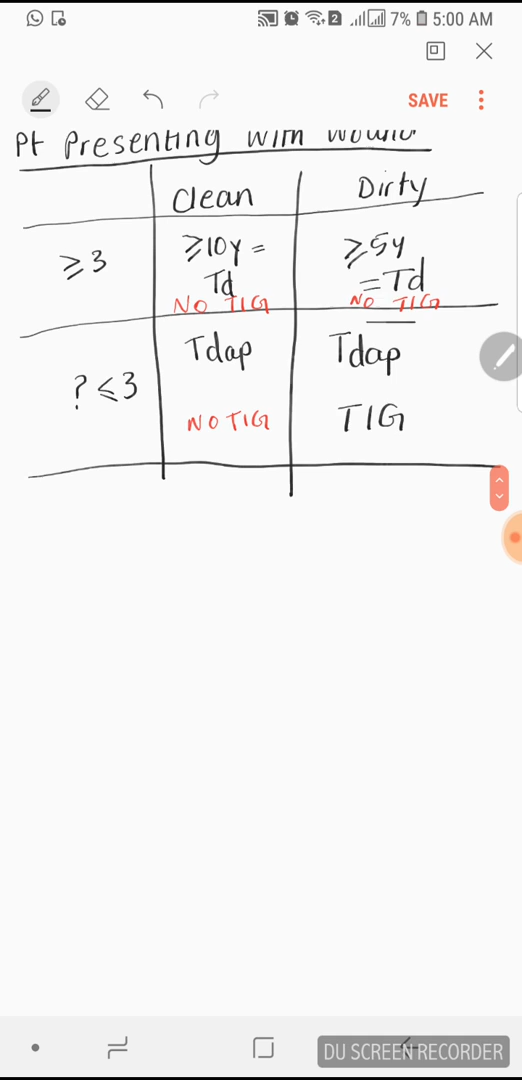 7% 5:00 AM
SAVE
Pt Presenting with wound
Clean
Dirty
≥3
≥10y =
Td
NO TIG
≥5y
=Td
NO TIG
? ≤3
Tdap
NO TIG
Tdap
TIG
DU SCREEN RECORDER